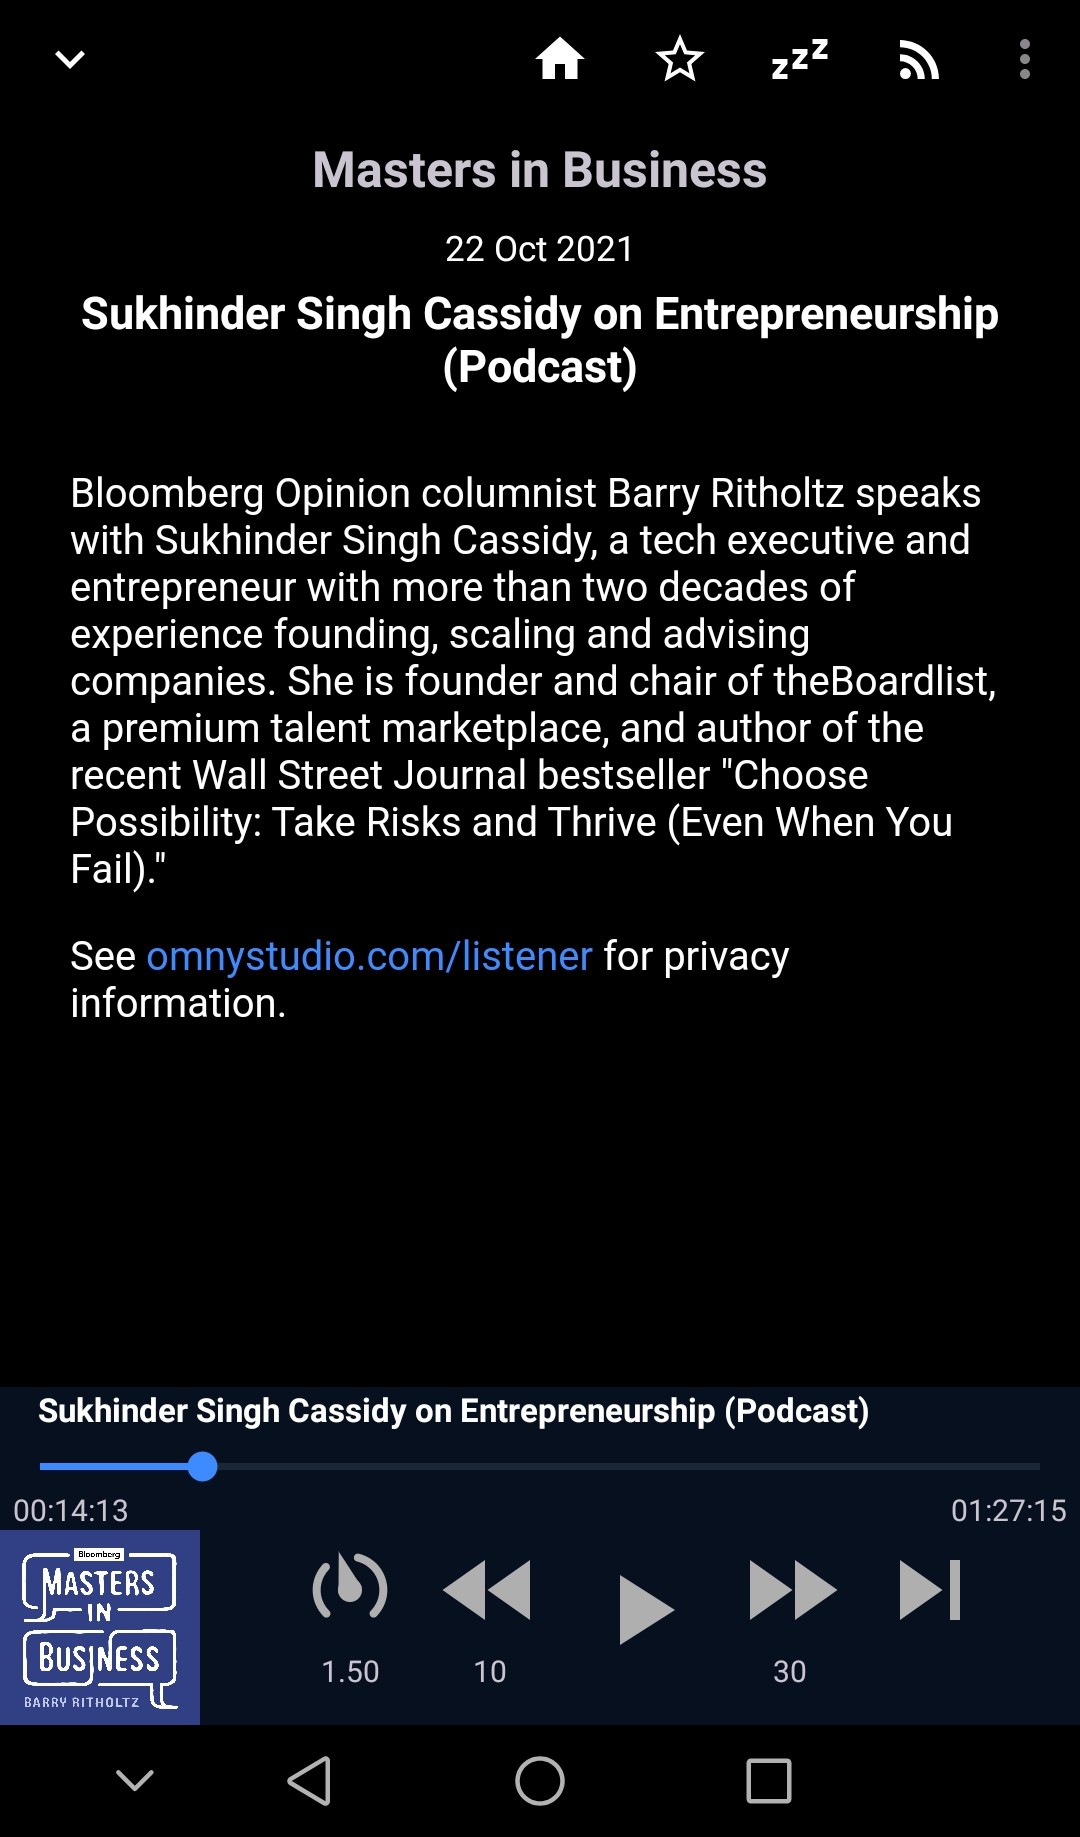 zzz
Masters in Business
22 Oct 2021
Sukhinder Singh Cassidy on Entrepreneurship
(Podcast)
Bloomberg Opinion columnist Barry Ritholtz speaks
with Sukhinder Singh Cassidy, a tech executive and
entrepreneur with more than two decades of
experience founding, scaling and advising
companies. She is founder and chair of theBoardlist,
a premium talent marketplace, and author of the
recent Wall Street Journal bestseller "Choose
Possibility: Take Risks and Thrive (Even When You
Fail)."
See omnystudio.com/listener for privacy
information.
Sukhinder Singh Cassidy on Entrepreneurship (Podcast)
00:14:13 01:27:15
Bloomberg
MASTERS
IN
BUSINESS
BARRY RITHOLTZ
1.50 10 30